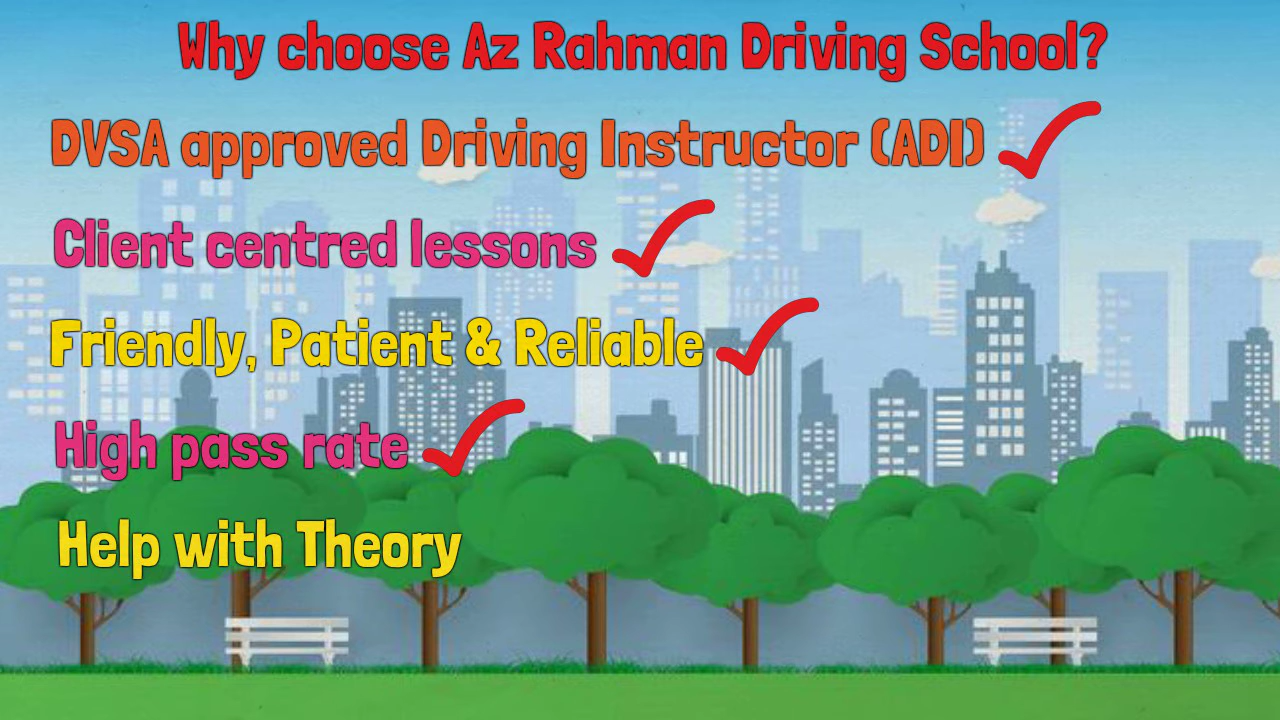 Why choose Az Rahman Driving School?
DVSA approved Driving Instructor (ADI)
Client centred lessons
Friendly, Patient & Reliable
High pass rate
Help with Theory